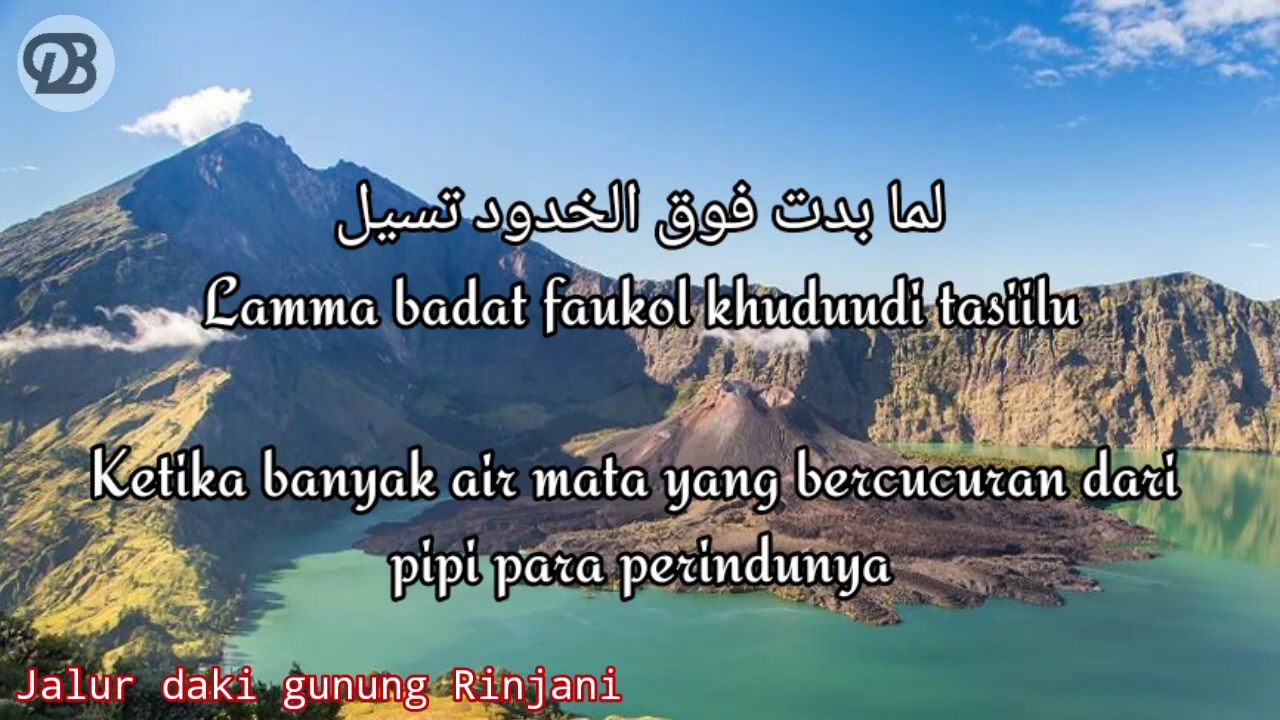 DB
لما بدت فوق الخدود تسيل
Lamma badat faukol khuduudi tasiilu
Ketika banyak air mata yang bercucuran dari
pipi para perindunya
Jalur daki gunung Rinjani